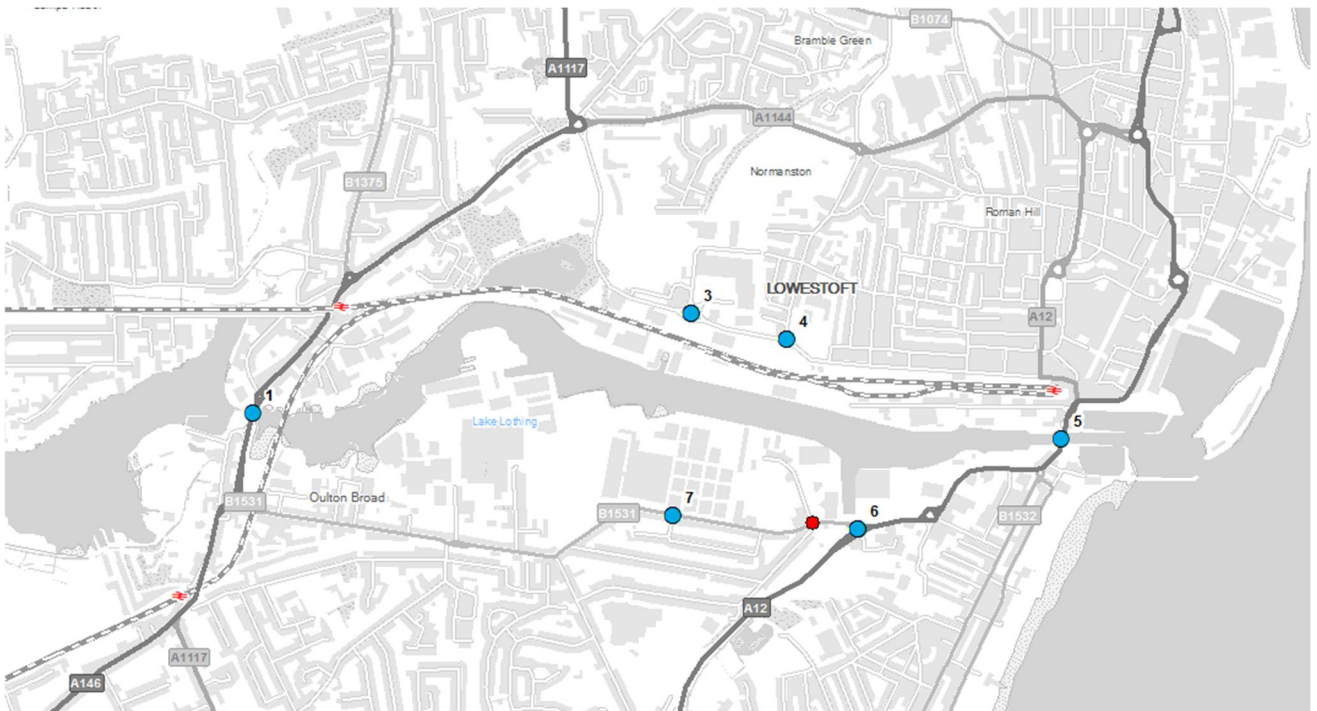 B1074
Bramble Green
A1117
A1144
Normanston
B1375
Roman Hill
LOWESTOFT
3
4
A12
1
Lake Lothing
5
Oulton Broad
B1531
7
B1531
6
B1532
A12
A1117
A146